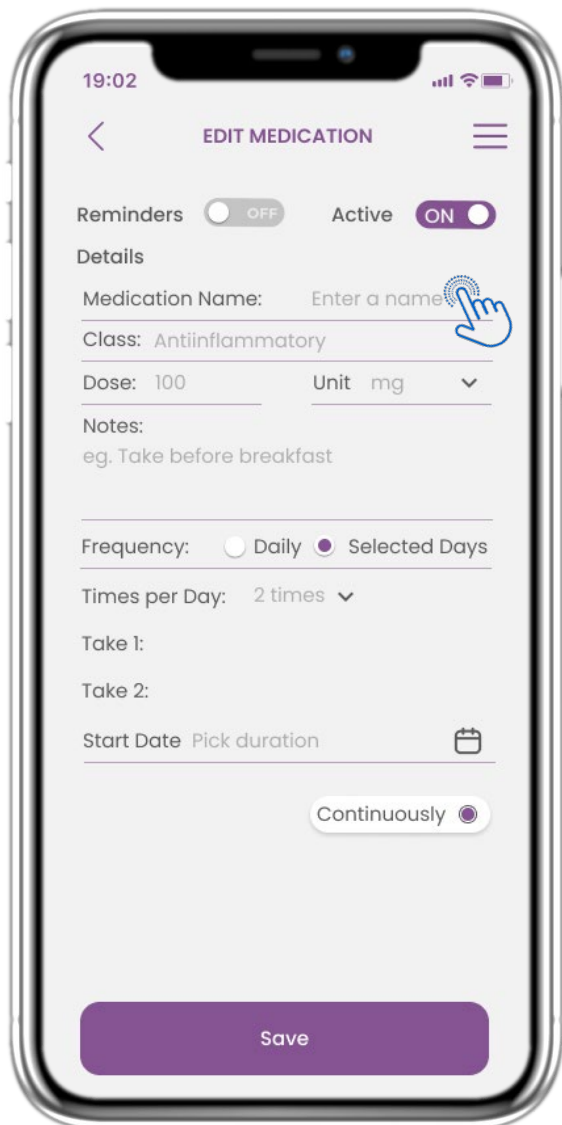 19:02
EDIT MEDICATION
Reminders OFF Active ON
Details
Medication Name: Enter a name
Class: Antiinflammatory
Dose: 100 Unit mg
Notes:
eg. Take before breakfast
Frequency: Daily Selected Days
Times per Day: 2 times
Take 1:
Take 2:
Start Date Pick duration
Continuously
Save